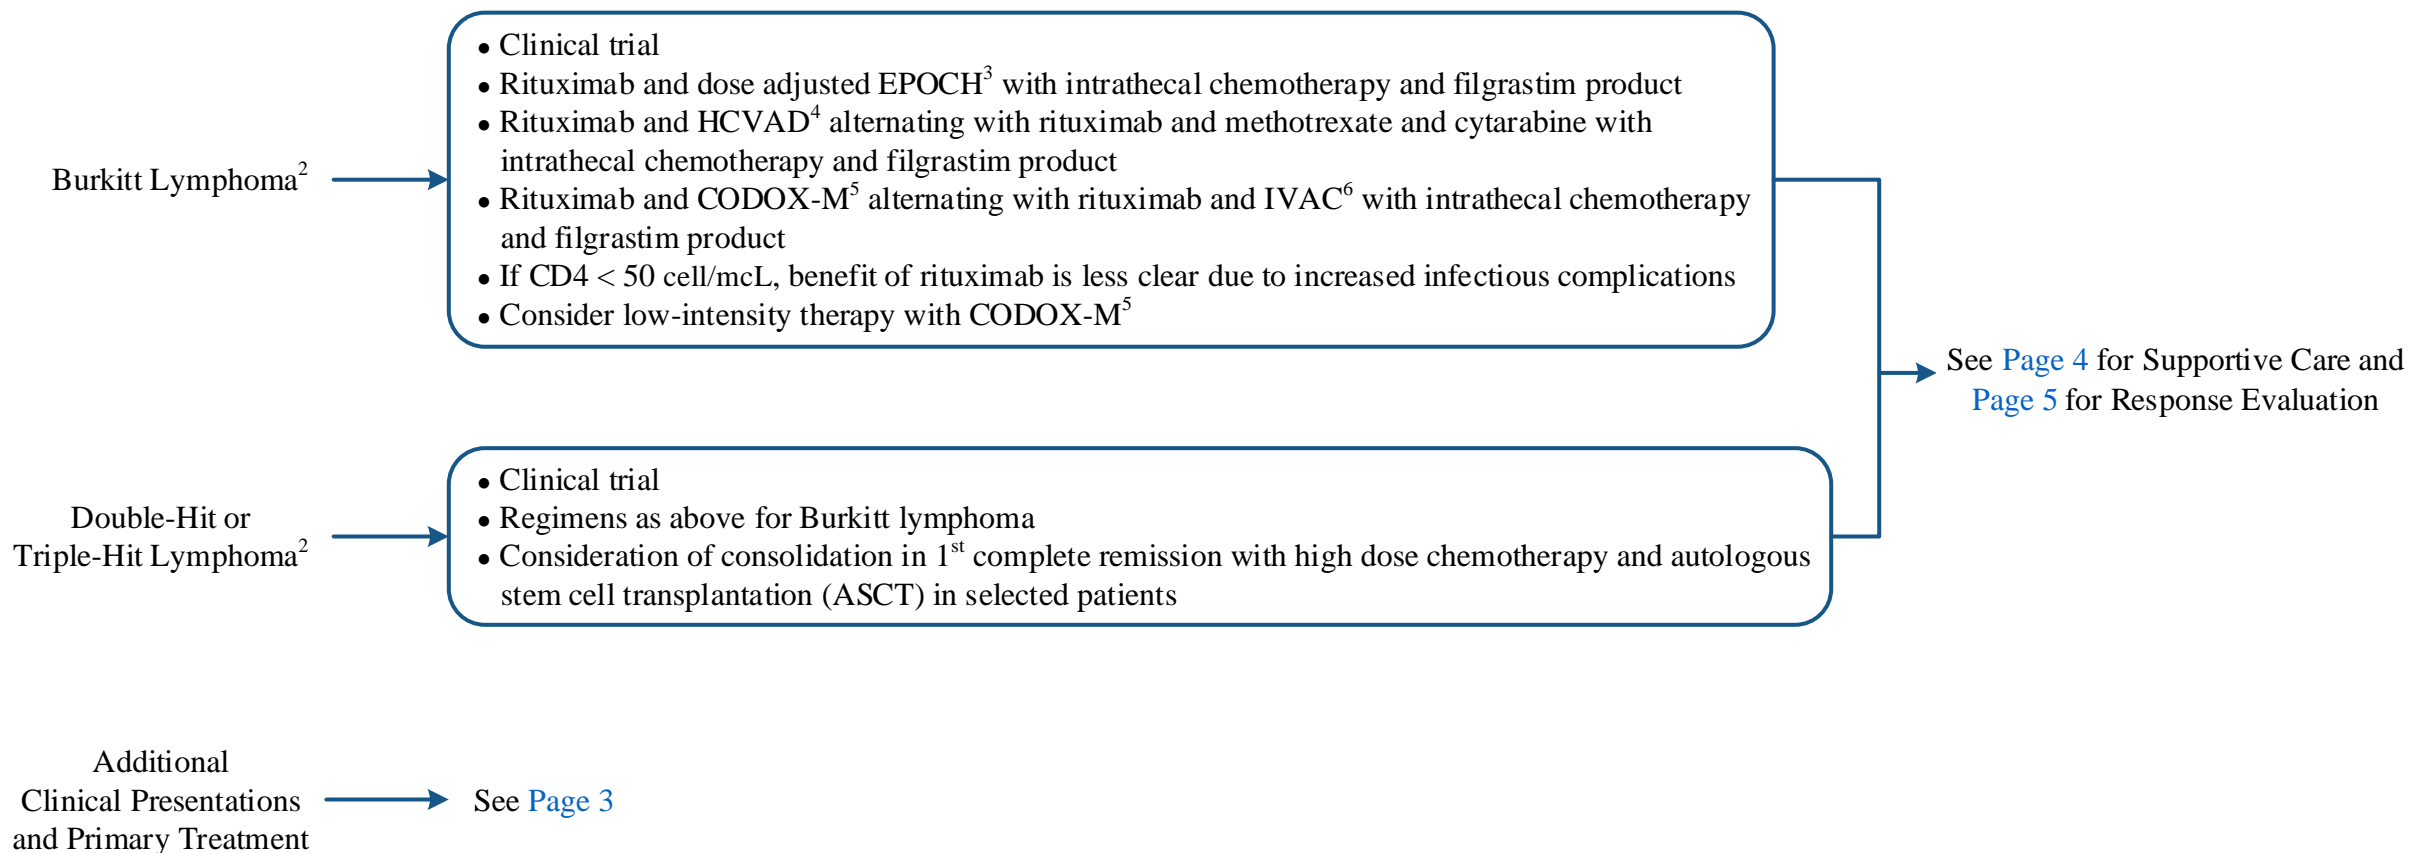 • Clinical trial
• Rituximab and dose adjusted EPOCH³ with intrathecal chemotherapy and filgrastim product
• Rituximab and HCVAD⁴ alternating with rituximab and methotrexate and cytarabine with
intrathecal chemotherapy and filgrastim product
Burkitt Lymphoma²
• Rituximab and CODOX-M⁵ alternating with rituximab and IVAC⁶ with intrathecal chemotherapy
and filgrastim product
• If CD4 < 50 cell/mcL, benefit of rituximab is less clear due to increased infectious complications
• Consider low-intensity therapy with CODOX-M⁵
See Page 4 for Supportive Care and
Page 5 for Response Evaluation
Double-Hit or
Triple-Hit Lymphoma²
• Clinical trial
• Regimens as above for Burkitt lymphoma
• Consideration of consolidation in 1ˢᵗ complete remission with high dose chemotherapy and autologous
stem cell transplantation (ASCT) in selected patients
Additional
Clinical Presentations
and Primary Treatment
See Page 3